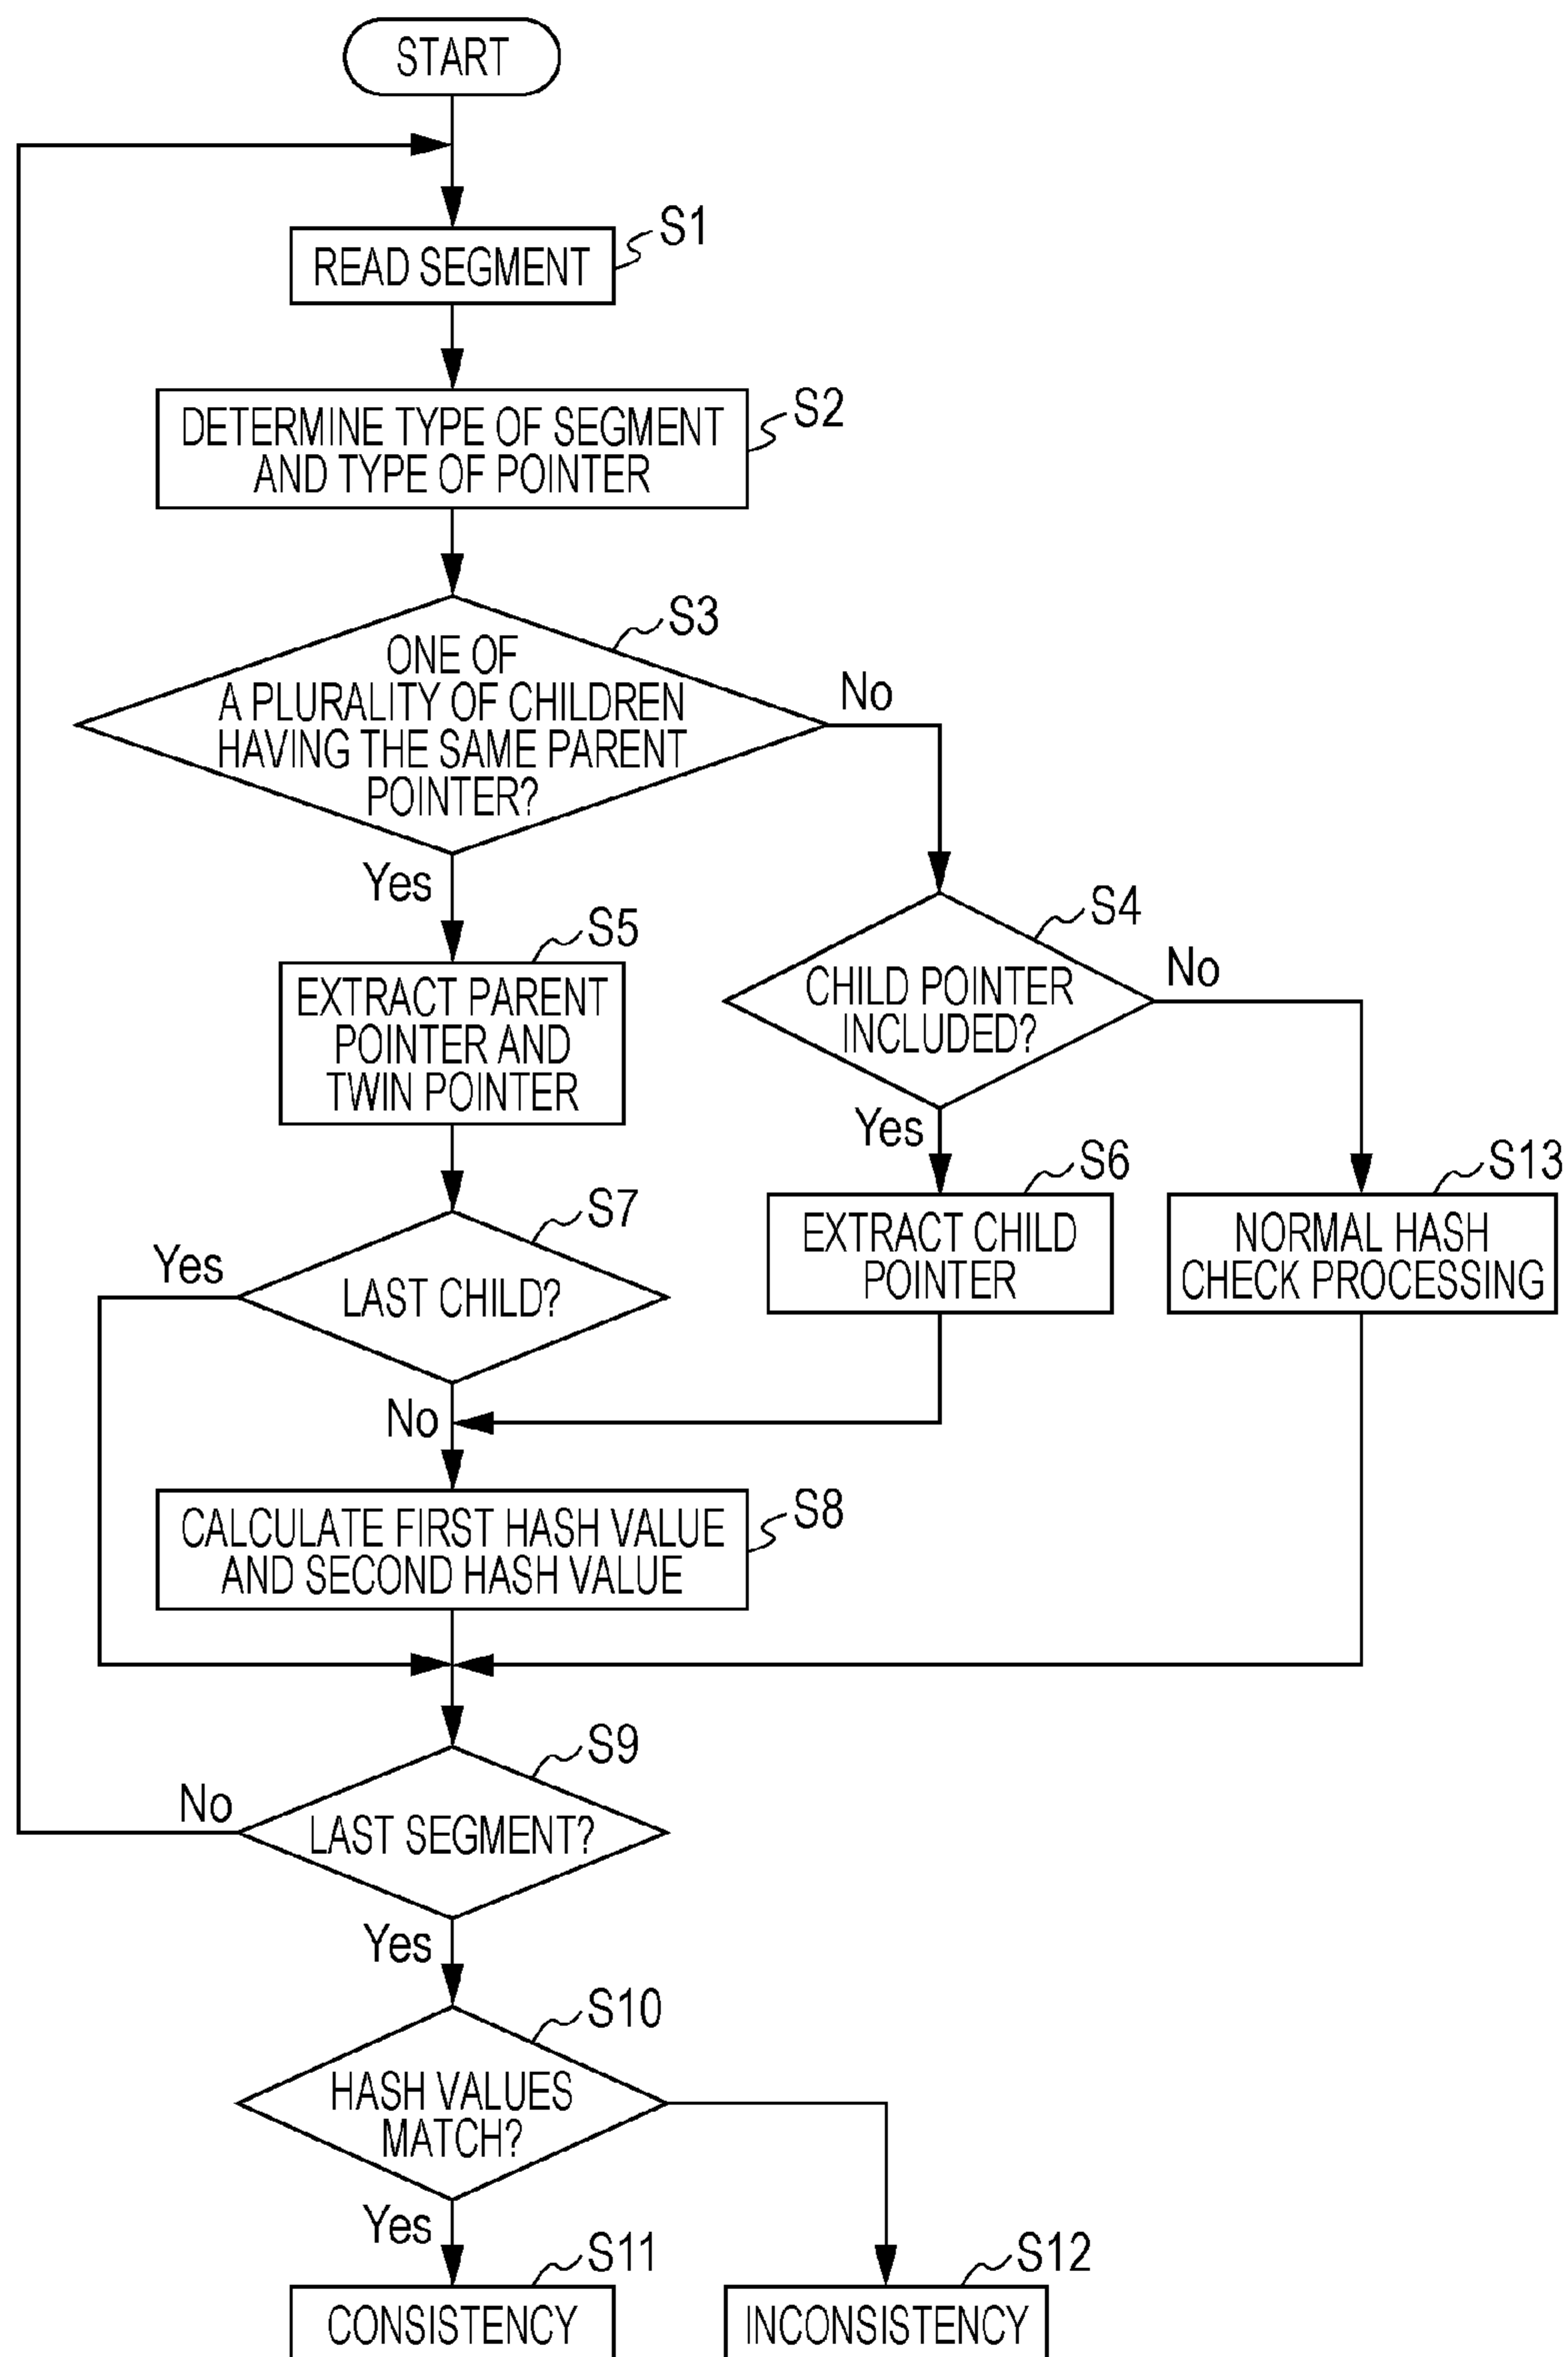 START
S1
READ SEGMENT
S2
DETERMINE TYPE OF SEGMENT
AND TYPE OF POINTER
S3
ONE OF
A PLURALITY OF CHILDREN
HAVING THE SAME PARENT
POINTER?
No
Yes
S4
CHILD POINTER
INCLUDED?
No
Yes
S5
EXTRACT PARENT
POINTER AND
TWIN POINTER
S6
EXTRACT CHILD
POINTER
S13
NORMAL HASH
CHECK PROCESSING
S7
LAST CHILD?
Yes
No
S8
CALCULATE FIRST HASH VALUE
AND SECOND HASH VALUE
S9
LAST SEGMENT?
No
Yes
S10
HASH VALUES
MATCH?
Yes
S11
CONSISTENCY
S12
INCONSISTENCY